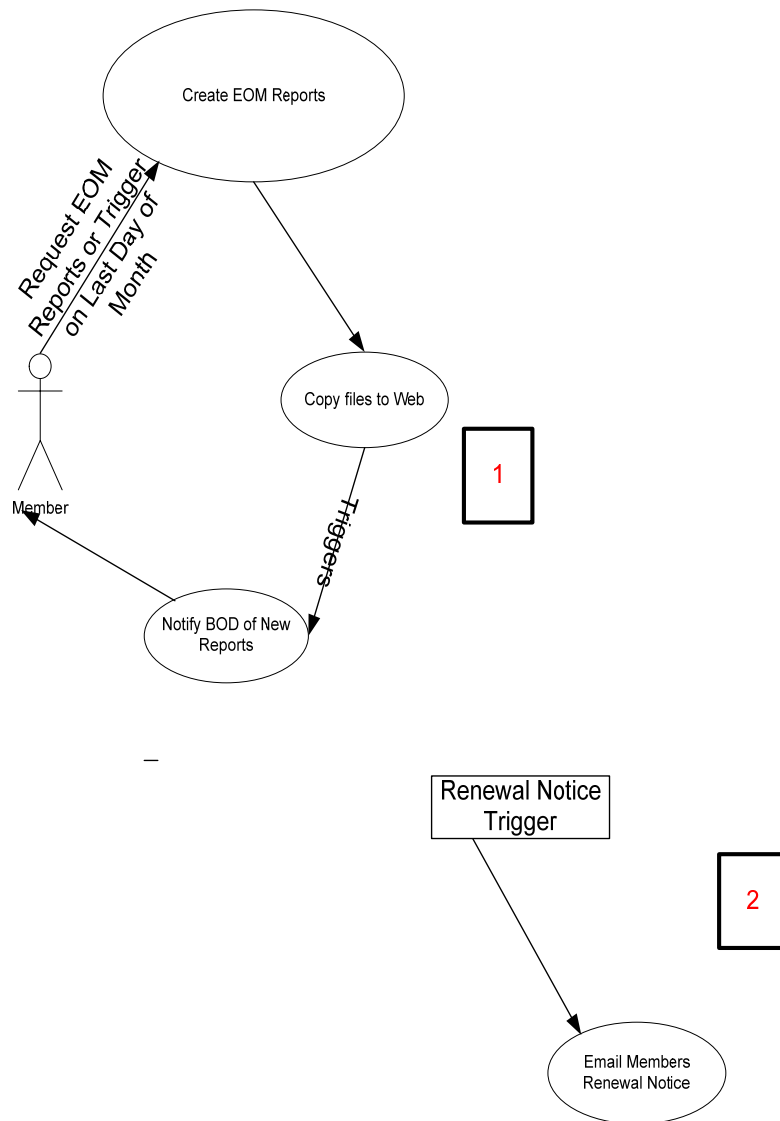 Create EOM Reports
Request EOM
Reports or Trigger
on Last Day of
Month
Copy files to Web
1
Member
Triggers
Notify BOD of New
Reports
Renewal Notice
Trigger
2
Email Members
Renewal Notice